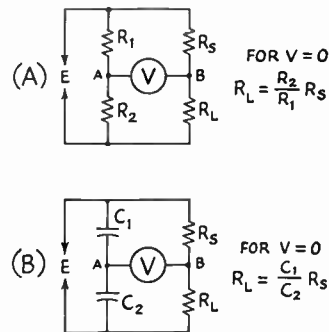 (A)
E
R1
RS
A
V
B
R2
RL
FOR V = 0
RL = R2/R1 RS
(B)
E
C1
RS
A
V
B
C2
RL
FOR V = 0
RL = C1/C2 RS